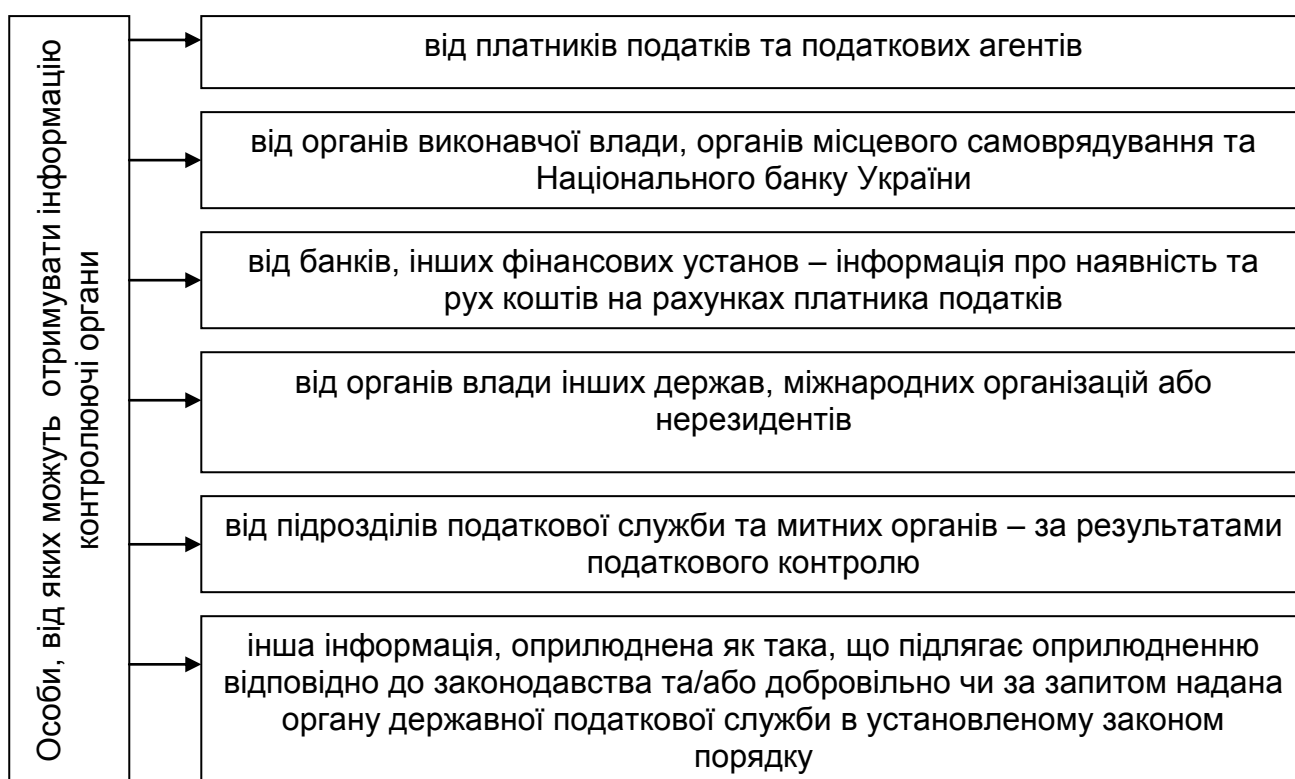 Особи, від яких можуть отримувати інформацію
контролюючі органи
від платників податків та податкових агентів
від органів виконавчої влади, органів місцевого самоврядування та
Національного банку України
від банків, інших фінансових установ – інформація про наявність та
рух коштів на рахунках платника податків
від органів влади інших держав, міжнародних організацій або
нерезидентів
від підрозділів податкової служби та митних органів – за результатами
податкового контролю
інша інформація, оприлюднена як така, що підлягає оприлюдненню
відповідно до законодавства та/або добровільно чи за запитом надана
органу державної податкової служби в установленому законом
порядку